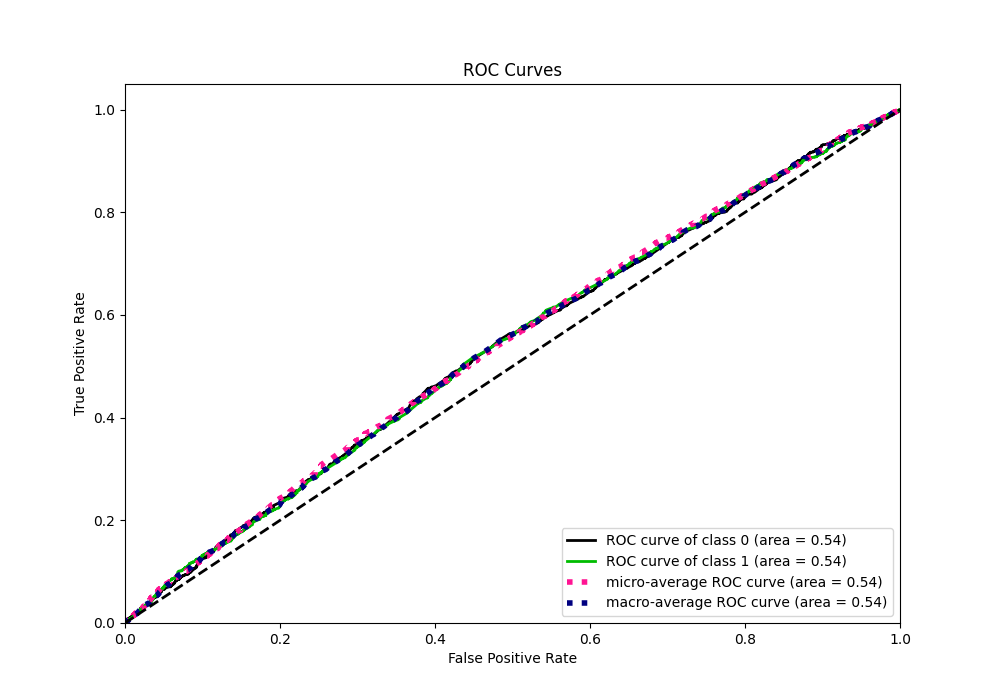 ROC Curves
True Positive Rate
1.0
0.8
0.6
0.4
0.2
0.0
ROC curve of class 0 (area = 0.54)
ROC curve of class 1 (area = 0.54)
micro-average ROC curve (area = 0.54)
macro-average ROC curve (area = 0.54)
0.0 0.2 0.4 0.6 0.8 1.0
False Positive Rate